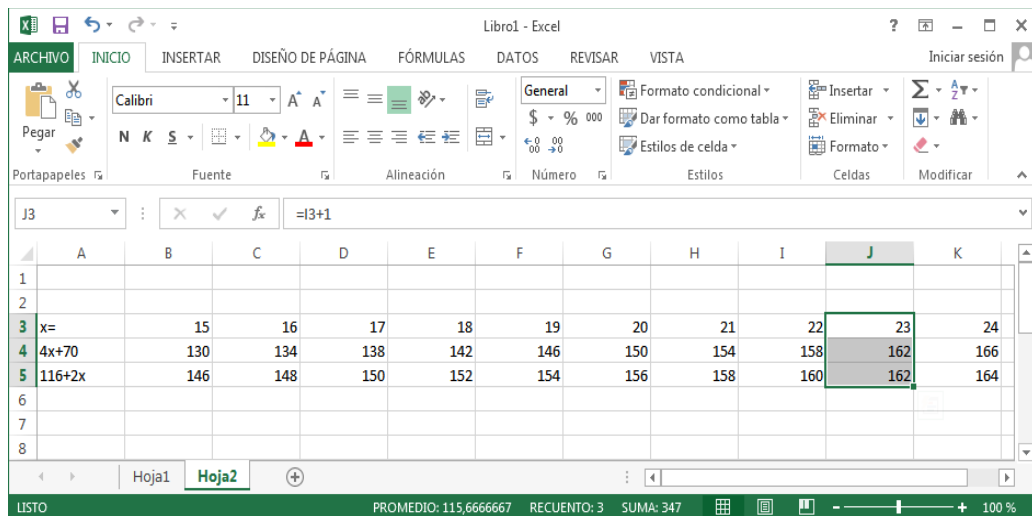 Libro1 - Excel
?
ARCHIVO INICIO INSERTAR DISEÑO DE PÁGINA FÓRMULAS DATOS REVISAR VISTA Iniciar sesión
Pegar
Calibri 11 A A
N K S A
General
$ % 000
Formato condicional
Dar formato como tabla
Estilos de celda
Insertar
Eliminar
Formato
Portapapeles Fuente Alineación Número Estilos Celdas Modificar
J3 fx =I3+1
A B C D E F G H I J K
1
2
3 x= 15 16 17 18 19 20 21 22 23 24
4 4x+70 130 134 138 142 146 150 154 158 162 166
5 116+2x 146 148 150 152 154 156 158 160 162 164
6
7
8
Hoja1 Hoja2
LISTO PROMEDIO: 115,6666667 RECUENTO: 3 SUMA: 347 100 %